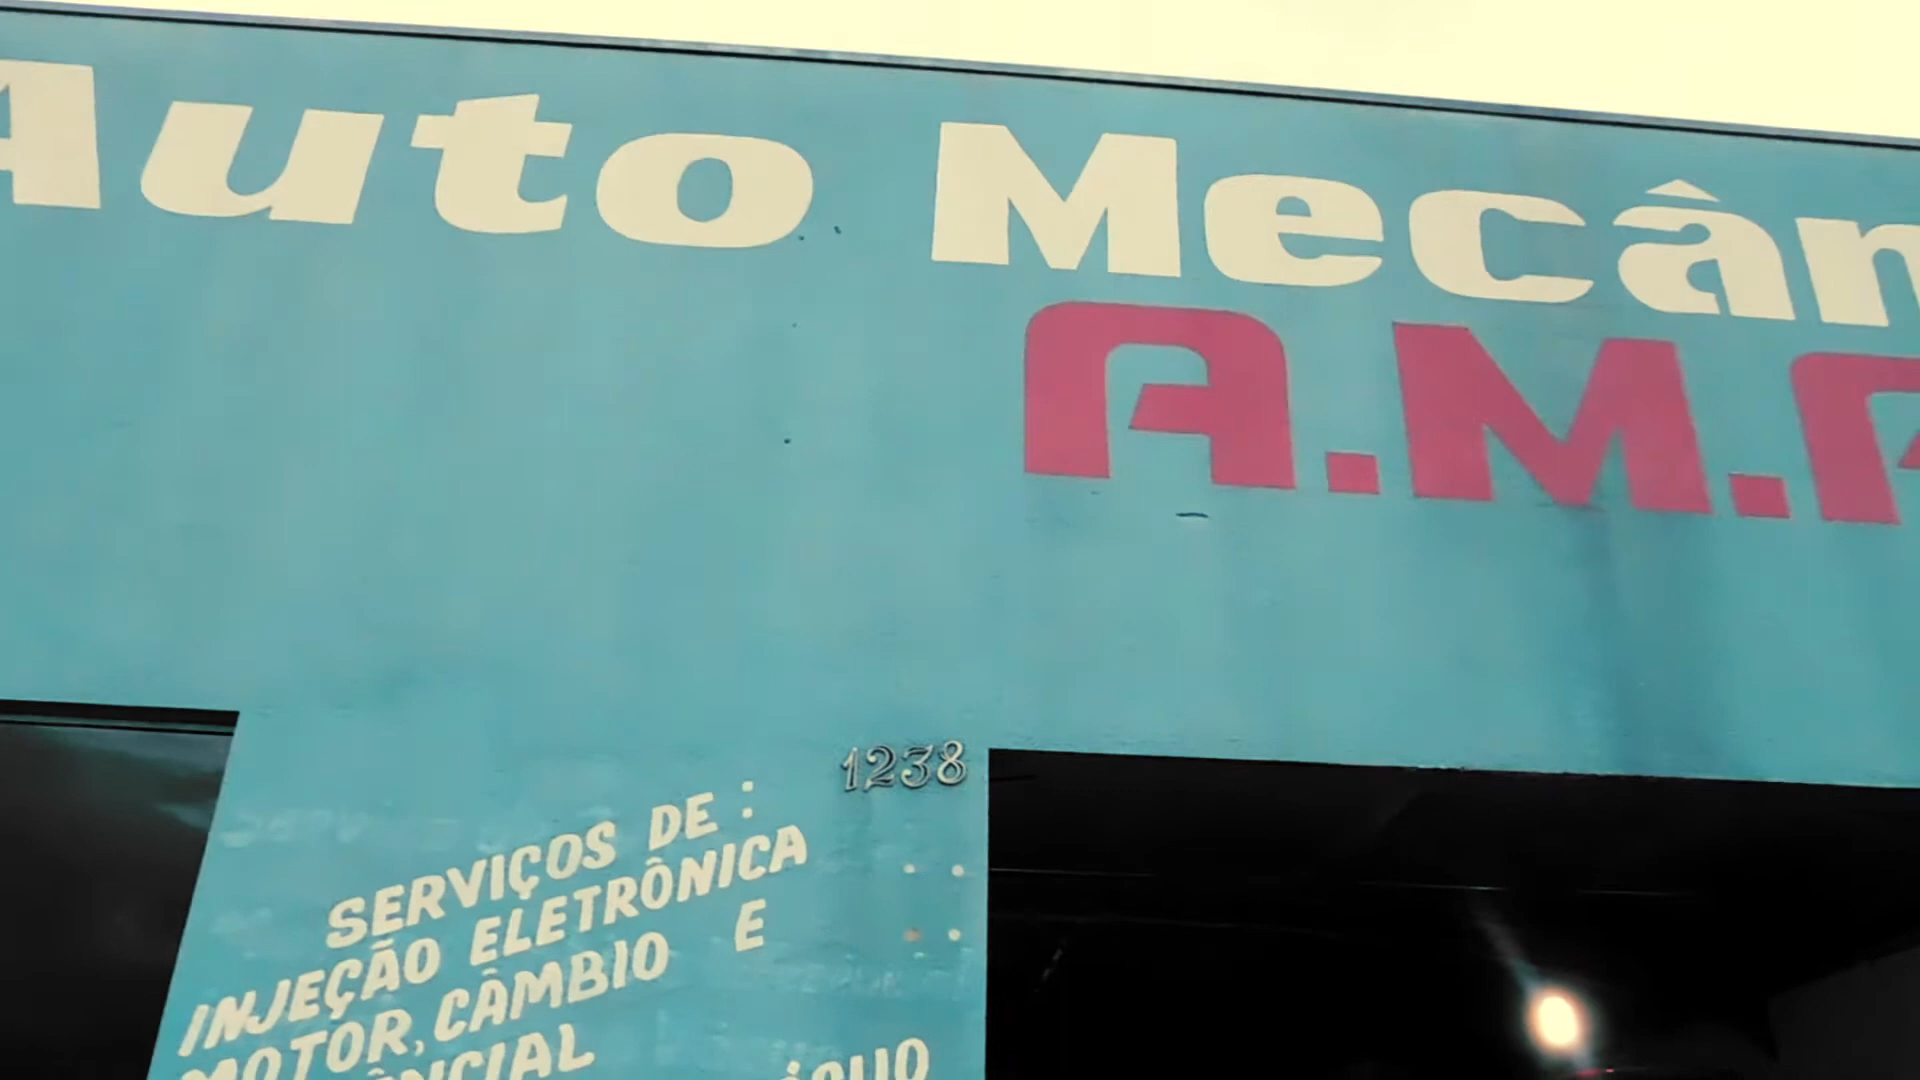 Auto Mecân
A.M.
1238
SERVIÇOS DE :
INJEÇÃO ELETRÔNICA
MOTOR, CÂMBIO E